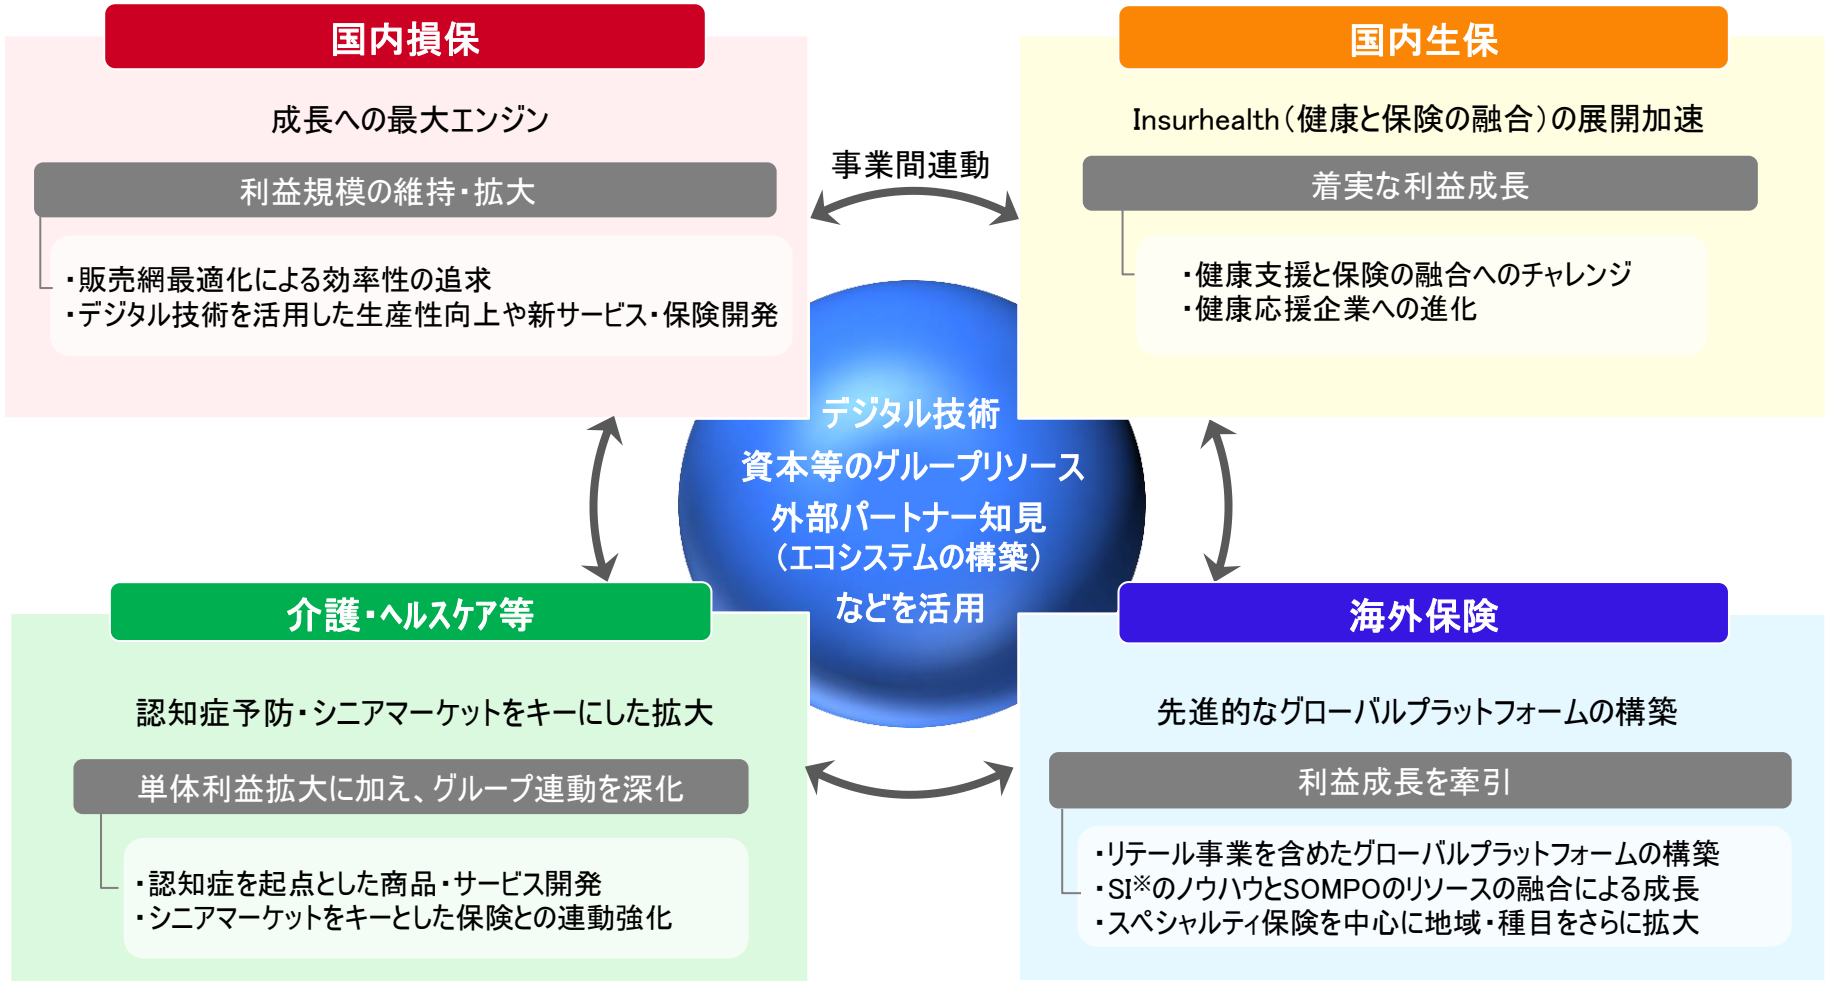 国内損保
成長への最大エンジン
利益規模の維持・拡大
・販売網最適化による効率性の追求
・デジタル技術を活用した生産性向上や新サービス・保険開発
事業間連動
国内生保
Insurhealth（健康と保険の融合）の展開加速
着実な利益成長
・健康支援と保険の融合へのチャレンジ
・健康応援企業への進化
デジタル技術
資本等のグループリソース
外部パートナー知見
（エコシステムの構築）
などを活用
介護・ヘルスケア等
認知症予防・シニアマーケットをキーにした拡大
単体利益拡大に加え、グループ連動を深化
・認知症を起点とした商品・サービス開発
・シニアマーケットをキーとした保険との連動強化
海外保険
先進的なグローバルプラットフォームの構築
利益成長を牽引
・リテール事業を含めたグローバルプラットフォームの構築
・SI※のノウハウとSOMPOのリソースの融合による成長
・スペシャルティ保険を中心に地域・種目をさらに拡大